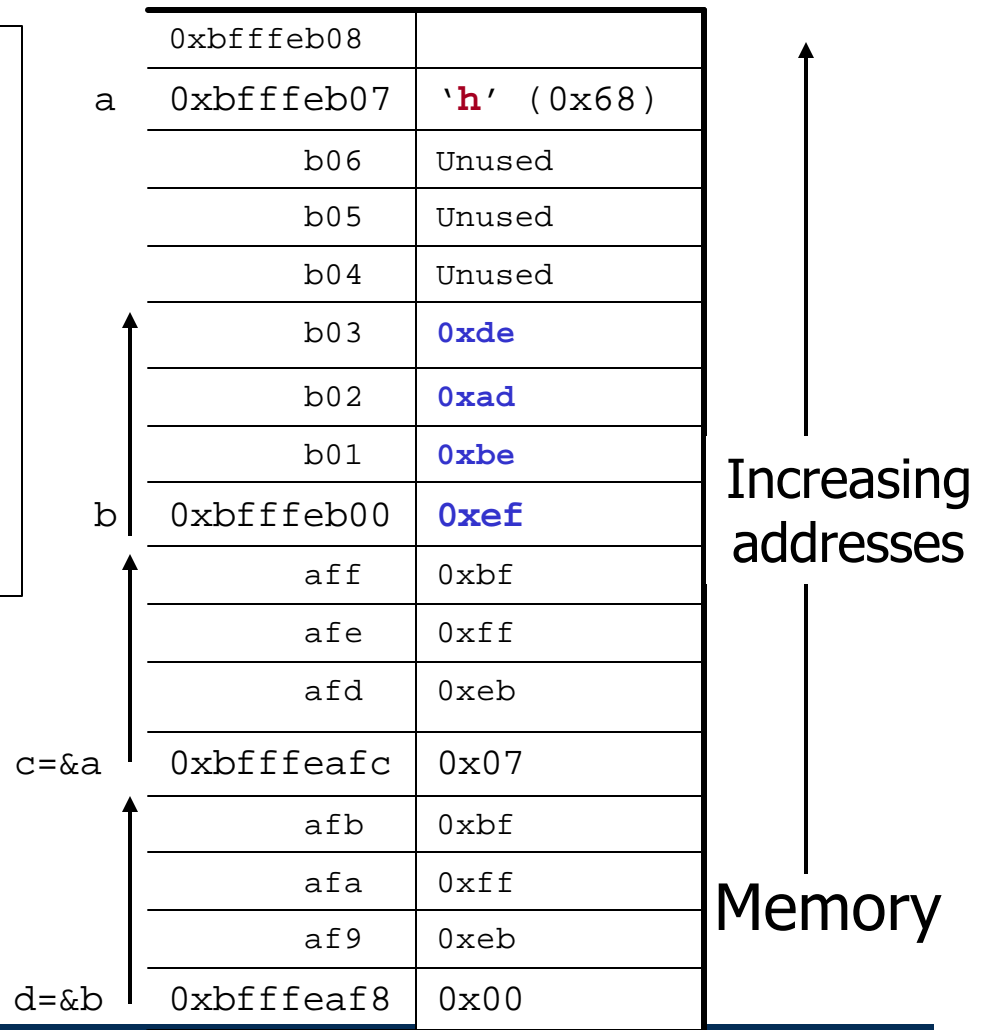 0xbfffeb08
a 0xbfffeb07 ‘h’ (0x68)
b06 Unused
b05 Unused
b04 Unused
b03 0xde
b02 0xad
b01 0xbe
b 0xbfffeb00 0xef
aff 0xbf
afe 0xff
afd 0xeb
c=&a 0xbfffeafc 0x07
afb 0xbf
afa 0xff
af9 0xeb
d=&b 0xbfffeaf8 0x00
Increasing
addresses
Memory